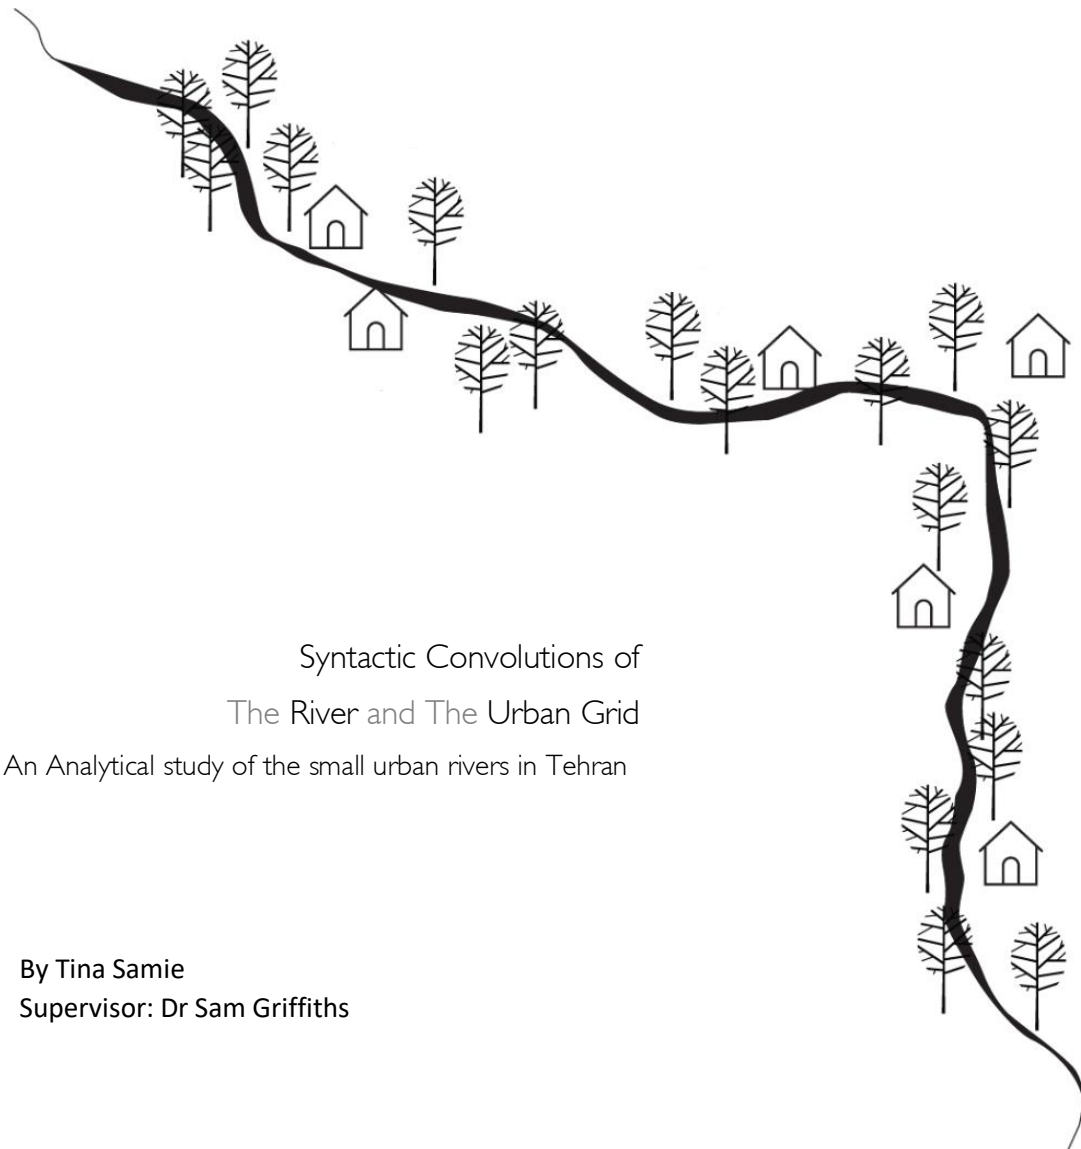 Syntactic Convolutions of
The River and The Urban Grid
An Analytical study of the small urban rivers in Tehran
By Tina Samie
Supervisor: Dr Sam Griffiths